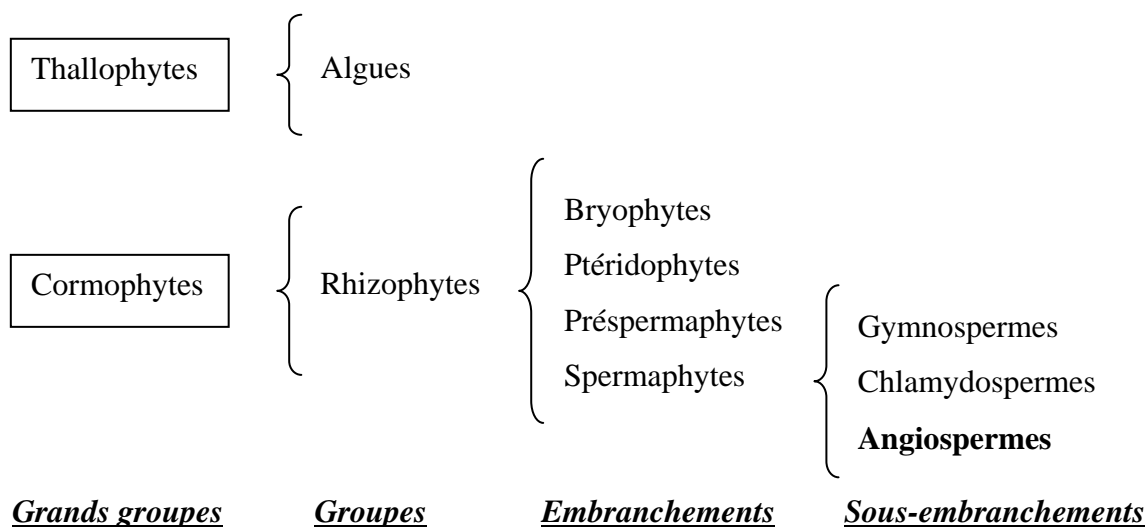 Thallophytes
Algues
Bryophytes
Ptéridophytes
Cormophytes
Rhizophytes
Préspermaphytes
Gymnospermes
Spermaphytes
Chlamydospermes
Angiospermes
Grands groupes Groupes Embranchements Sous-embranchements